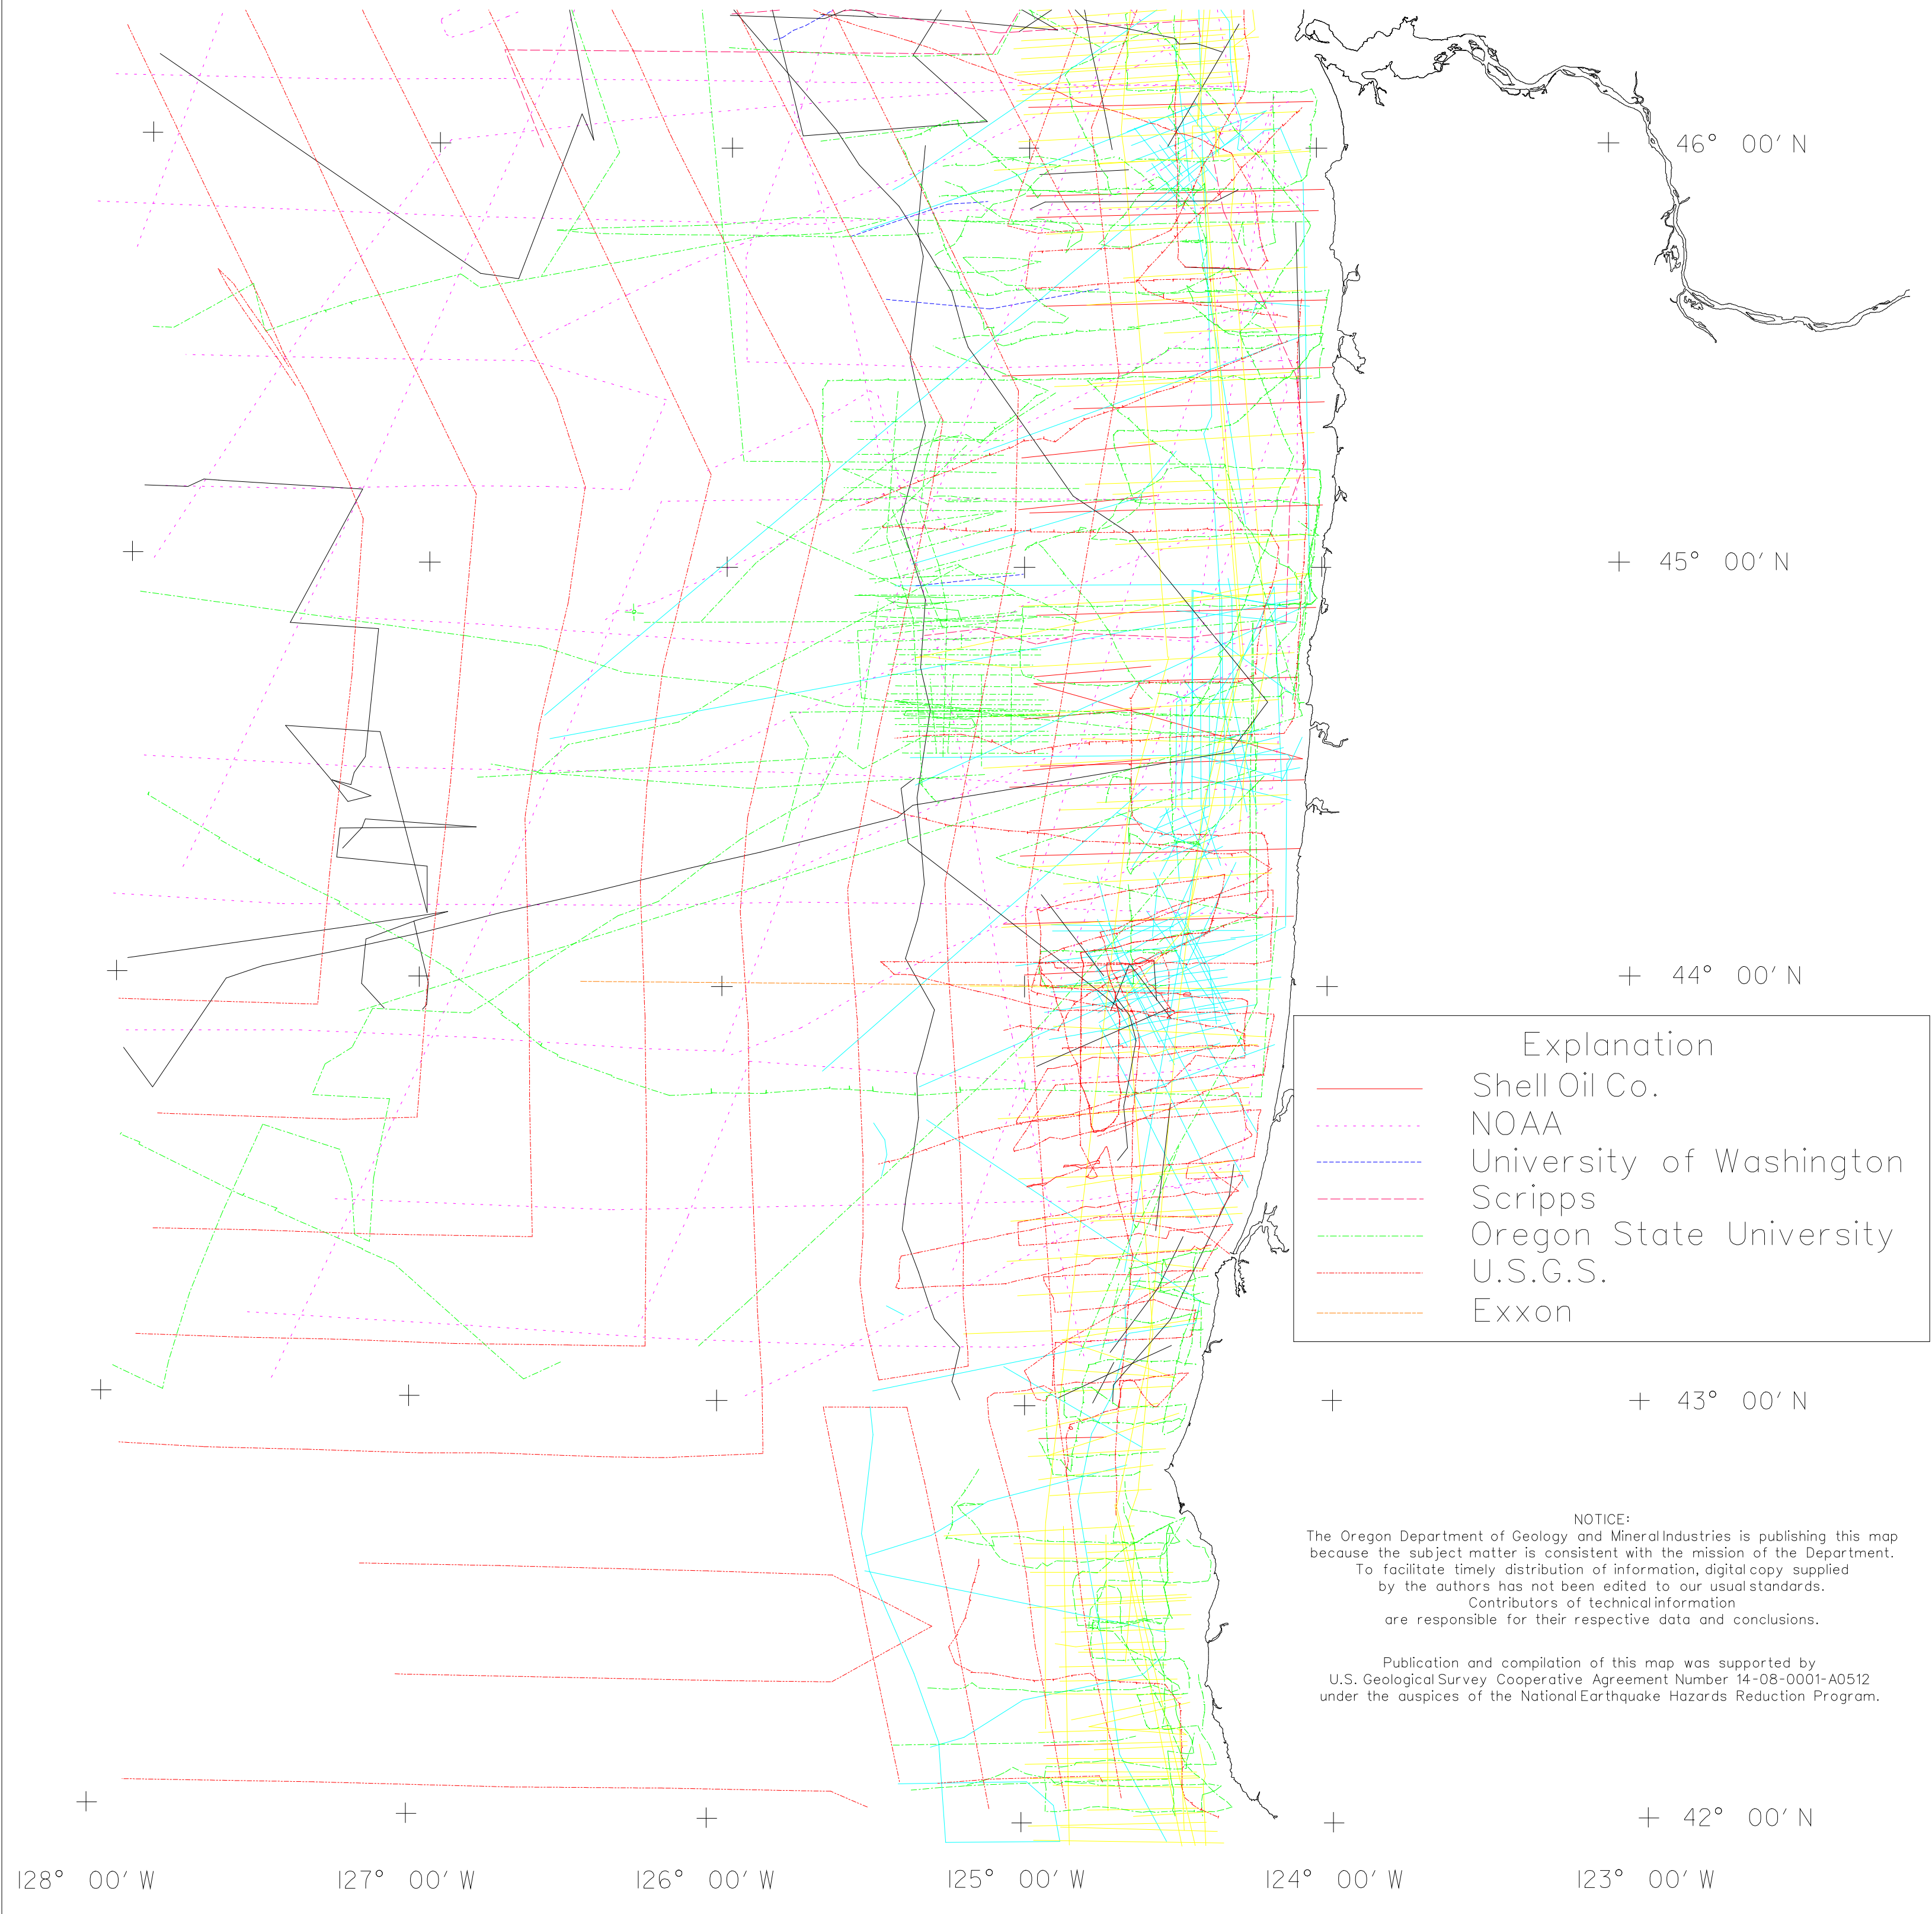 46° 00' N
45° 00' N
44° 00' N
Explanation
Shell Oil Co.
NOAA
University of Washington
Scripps
Oregon State University
U.S.G.S.
Exxon
43° 00' N
6
NOTICE:
The Oregon Department of Geology and Mineral Industries is publishing this map
because the subject matter is consistent with the mission of the Department.
To facilitate timely distribution of information, digital copy supplied
by the authors has not been edited to our usual standards.
Contributors of technical information
are responsible for their respective data and conclusions.
Publication and compilation of this map was supported by
U.S. Geological Survey Cooperative Agreement Number 14-08-0001-A0512
under the auspices of the National Earthquake Hazards Reduction Program.
42° 00' N
128° 00' W 127° 00' W 126° 00' W 125° 00' W 124° 00' W 123° 00' W